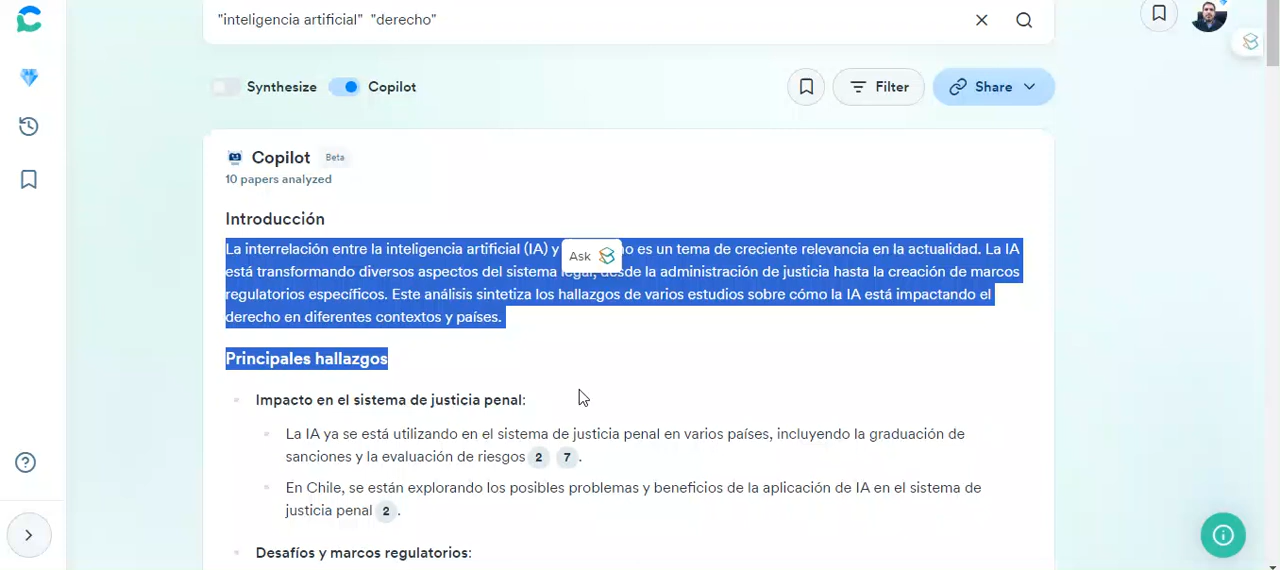 "inteligencia artificial" "derecho"
Synthesize Copilot Filter Share
Copilot Beta
10 papers analyzed
Introducción
La interrelación entre la inteligencia artificial (IA) y es un tema de creciente relevancia en la actualidad. La IA
Ask
está transformando diversos aspectos del sistema legal, desde la administración de justicia hasta la creación de marcos
regulatorios específicos. Este análisis sintetiza los hallazgos de varios estudios sobre cómo la IA está impactando el
derecho en diferentes contextos y países.
Principales hallazgos
Impacto en el sistema de justicia penal:
La IA ya se está utilizando en el sistema de justicia penal en varios países, incluyendo la graduación de
sanciones y la evaluación de riesgos 2 7 .
En Chile, se están explorando los posibles problemas y beneficios de la aplicación de IA en el sistema de
justicia penal 2 .
Desafíos y marcos regulatorios: